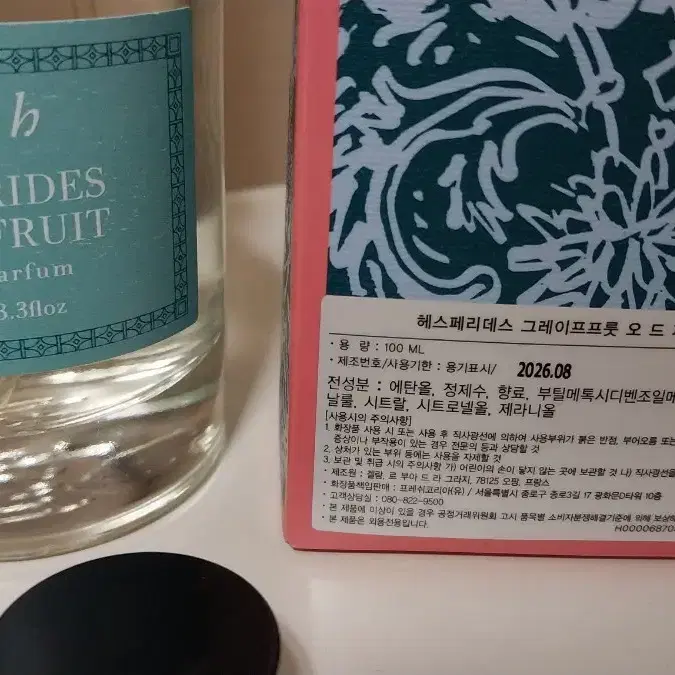 h
RIDES
FRUIT
arfum
3.3floz
헤스페리데스 그레이프프룻 오 드
· 용 량 : 100 ML
· 제조번호/사용기한 : 용기표시/ 2026.08
전성분 : 에탄올, 정제수, 향료, 부틸메톡시디벤조일메
날룰, 시트랄, 시트로넬올, 제라니올
[사용시의 주의사항]
1. 화장품 사용 시 또는 사용 후 직사광선에 의하여 사용부위가 붉은 반점, 부어오름 또는
증상이나 부작용이 있는 경우 전문의 등과 상담할 것
2. 상처가 있는 부위 등에는 사용을 자제할 것
3. 보관 및 취급 시의 주의사항 가) 어린이의 손이 닿지 않는 곳에 보관할 것 나) 직사광선을
· 제조원 : 겔람, 르 부아 드 라 그라지, 78125 오핑, 프랑스
· 화장품책임판매 : 프레쉬코리아(유) / 서울특별시 종로구 종로3길 17 광화문D타워 10층
· 고객상담실 : 080-822-9500
· 본 제품에 이상이 있을 경우 공정거래위원회 고시 품목별 소비자분쟁해결기준에 의해 보상해
· 본 제품은 외용전용입니다.
H00006870